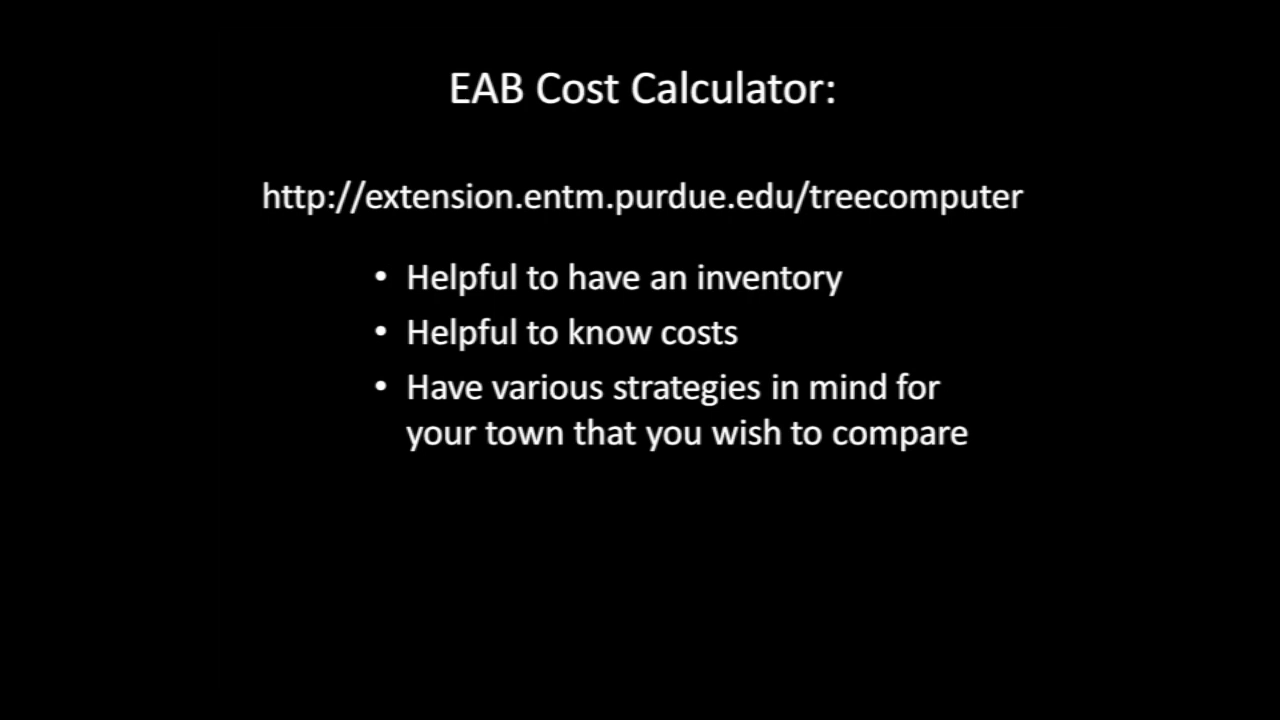 EAB Cost Calculator:
http://extension.entm.purdue.edu/treecomputer
• Helpful to have an inventory
• Helpful to know costs
• Have various strategies in mind for
your town that you wish to compare